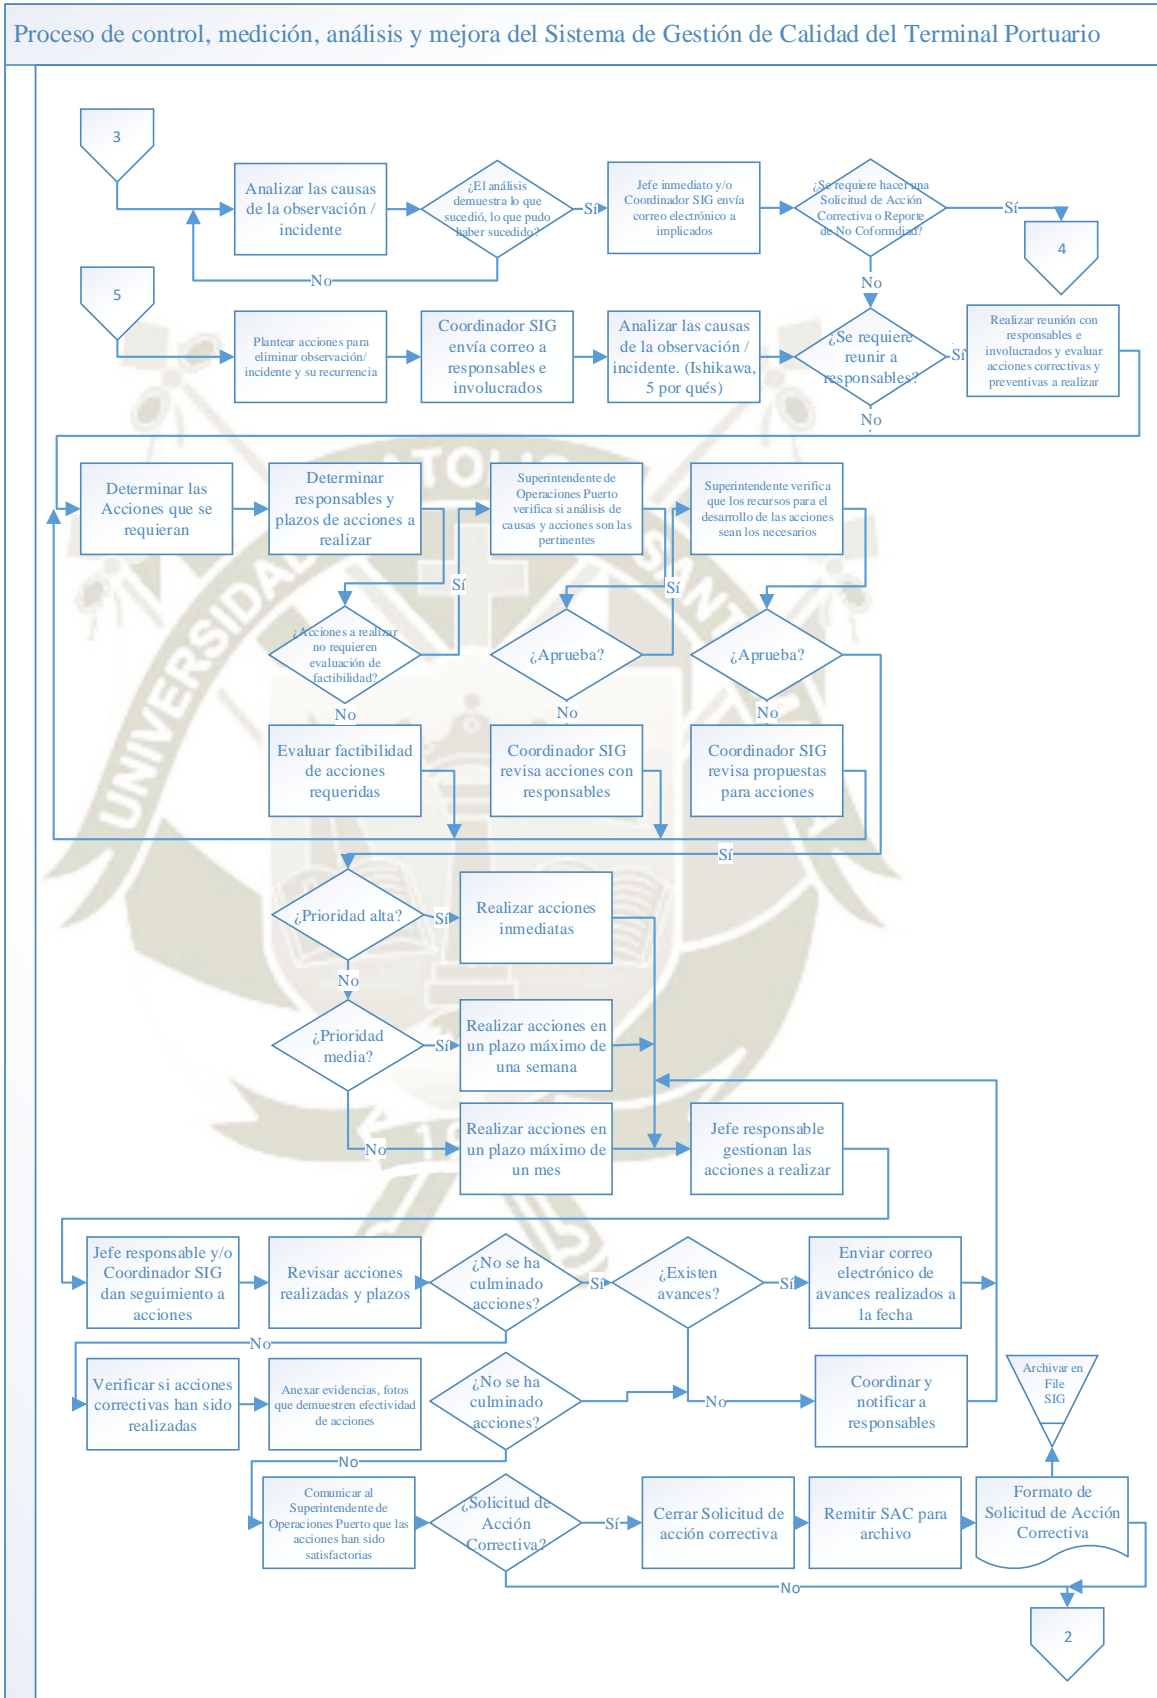 Proceso de control, medición, análisis y mejora del Sistema de Gestión de Calidad del Terminal Portuario
3
Analizar las causas
de la observación /
incidente
¿El análisis
demuestra lo que
sucedió, lo que pudo
haber sucedido?
Sí
No
Jefe inmediato y/o
Coordinador SIG envía
correo electrónico a
implicados
¿Se requiere hacer una
Solicitud de Acción
Correctiva o Reporte
de No Coformdiad?
Sí
4
No
5
Plantear acciones para
eliminar observación/
incidente y su recurrencia
Coordinador SIG
envía correo a
responsables e
involucrados
Analizar las causas
de la observación /
incidente. (Ishikawa,
5 por qués)
¿Se requiere
reunir a
responsables?
Sí
No
Realizar reunión con
responsables e
involucrados y evaluar
acciones correctivas y
preventivas a realizar
Determinar las
Acciones que se
requieran
Determinar
responsables y
plazos de acciones a
realizar
Superintendente de
Operaciones Puerto
verifica si análisis de
causas y acciones son las
pertinentes
Superintendente verifica
que los recursos para el
desarrollo de las acciones
sean los necesarios
Sí
Sí
¿Acciones a realizar
no requieren
evaluación de
factibilidad?
¿Aprueba?
¿Aprueba?
No
No
No
Evaluar factibilidad
de acciones
requeridas
Coordinador SIG
revisa acciones con
responsables
Coordinador SIG
revisa propuestas
para acciones
Sí
¿Prioridad alta?
Sí
Realizar acciones
inmediatas
No
¿Prioridad
media?
Sí
Realizar acciones en
un plazo máximo de
una semana
No
Realizar acciones en
un plazo máximo de
un mes
Jefe responsable
gestionan las
acciones a realizar
Jefe responsable y/o
Coordinador SIG
dan seguimiento a
acciones
Revisar acciones
realizadas y plazos
¿No se ha
culminado
acciones?
Sí
¿Existen
avances?
Sí
Enviar correo
electrónico de
avances realizados a
la fecha
No
Verificar si acciones
correctivas han sido
realizadas
Anexar evidencias, fotos
que demuestren efectividad
de acciones
¿No se ha
culminado
acciones?
No
Coordinar y
notificar a
responsables
Archivar en
File
SIG
No
Comunicar al
Superintendente de
Operaciones Puerto que las
acciones han sido
satisfactorias
¿Solicitud de
Acción
Correctiva?
Sí
Cerrar Solicitud de
acción correctiva
Remitir SAC para
archivo
Formato de
Solicitud de Acción
Correctiva
No
2